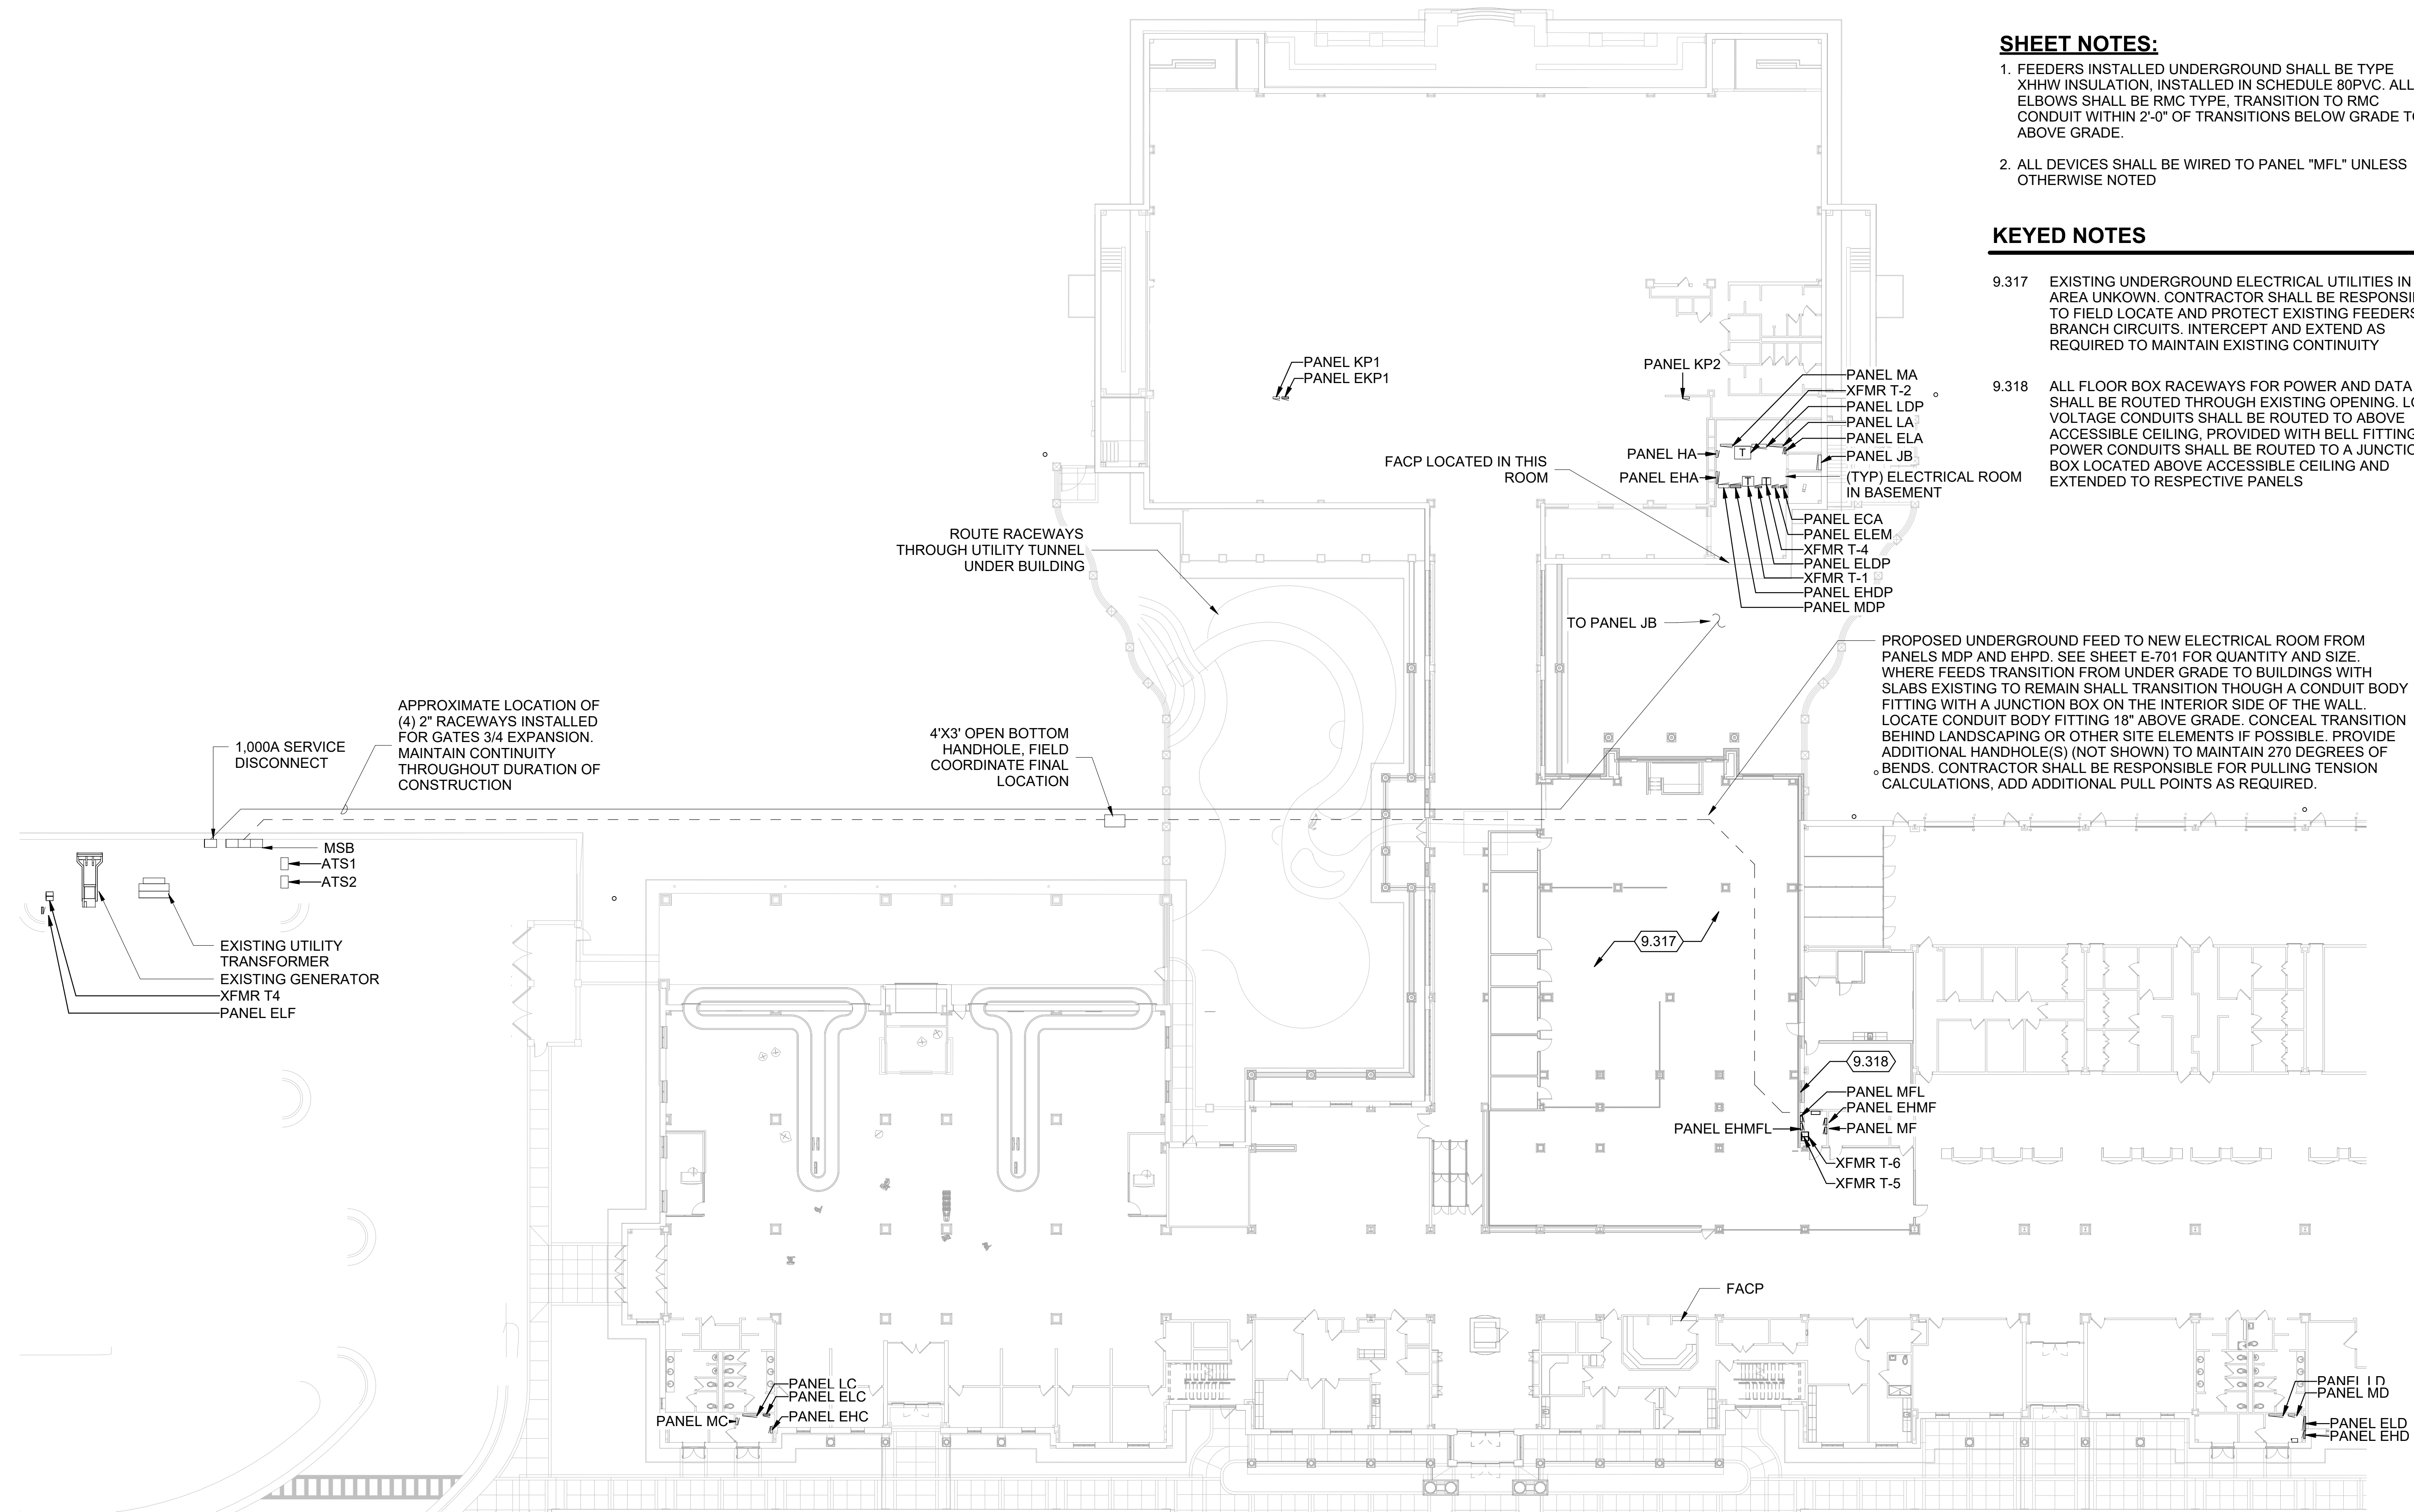 SHEET NOTES:
1. FEEDERS INSTALLED UNDERGROUND SHALL BE TYPE
XHHW INSULATION, INSTALLED IN SCHEDULE 80PVC. ALL
ELBOWS SHALL BE RMC TYPE, TRANSITION TO RMC
CONDUIT WITHIN 2'-0" OF TRANSITIONS BELOW GRADE
ABOVE GRADE.
2. ALL DEVICES SHALL BE WIRED TO PANEL "MFL" UNLESS
OTHERWISE NOTED
KEYED NOTES
9.317 EXISTING UNDERGROUND ELECTRICAL UTILITIES IN
AREA UNKOWN. CONTRACTOR SHALL BE
TO FIELD LOCATE AND PROTECT EXISTING FEEDERS
BRANCH CIRCUITS. INTERCEPT AND EXTEND AS
REQUIRED TO MAINTAIN EXISTING CONTINUITY
9.318 ALL FLOOR BOX RACEWAYS FOR POWER AND DATA
SHALL BE ROUTED THROUGH EXISTING OPENING.
VOLTAGE CONDUITS SHALL BE ROUTED TO ABOVE
ACCESSIBLE CEILING, PROVIDED WITH BELL FITTING
POWER CONDUITS SHALL BE ROUTED TO A
BOX LOCATED ABOVE ACCESSIBLE CEILING AND
EXTENDED TO RESPECTIVE PANELS
PANEL KP1
PANEL EKP1
PANEL KP2
PANEL MA
XFMR T-2
PANEL LDP
PANEL LA
PANEL ELA
PANEL JB
(TYP) ELECTRICAL ROOM
IN BASEMENT
PANEL HA
PANEL EHA
T
T
T
FACP LOCATED IN THIS
ROOM
PANEL ECA
PANEL ELEM
XFMR T-4
PANEL ELDP
XFMR T-1
PANEL EHDP
PANEL MDP
ROUTE RACEWAYS
THROUGH UTILITY TUNNEL
UNDER BUILDING
TO PANEL JB
PROPOSED UNDERGROUND FEED TO NEW ELECTRICAL ROOM FROM
PANELS MDP AND EHPD. SEE SHEET E-701 FOR QUANTITY AND SIZE.
WHERE FEEDS TRANSITION FROM UNDER GRADE TO BUILDINGS WITH
SLABS EXISTING TO REMAIN SHALL TRANSITION THOUGH A CONDUIT BODY
FITTING WITH A JUNCTION BOX ON THE INTERIOR SIDE OF THE WALL.
LOCATE CONDUIT BODY FITTING 18" ABOVE GRADE. CONCEAL TRANSITION
BEHIND LANDSCAPING OR OTHER SITE ELEMENTS IF POSSIBLE. PROVIDE
ADDITIONAL HANDHOLE(S) (NOT SHOWN) TO MAINTAIN 270 DEGREES OF
BENDS. CONTRACTOR SHALL BE RESPONSIBLE FOR PULLING TENSION
CALCULATIONS, ADD ADDITIONAL PULL POINTS AS REQUIRED.
APPROXIMATE LOCATION OF
(4) 2" RACEWAYS INSTALLED
FOR GATES 3/4 EXPANSION.
MAINTAIN CONTINUITY
THROUGHOUT DURATION OF
CONSTRUCTION
1,000A SERVICE
DISCONNECT
4'X3' OPEN BOTTOM
HANDHOLE, FIELD
COORDINATE FINAL
LOCATION
MSB
ATS1
ATS2
EXISTING UTILITY
TRANSFORMER
EXISTING GENERATOR
XFMR T4
PANEL ELF
9.317
9.318
PANEL MFL
PANEL EHMF
PANEL EHMFL
PANEL MF
XFMR T-6
XFMR T-5
FACP
PANEL LC
PANEL ELC
PANEL MC
PANEL EHC
PANEL LD
PANEL MD
PANEL ELD
PANEL EHD